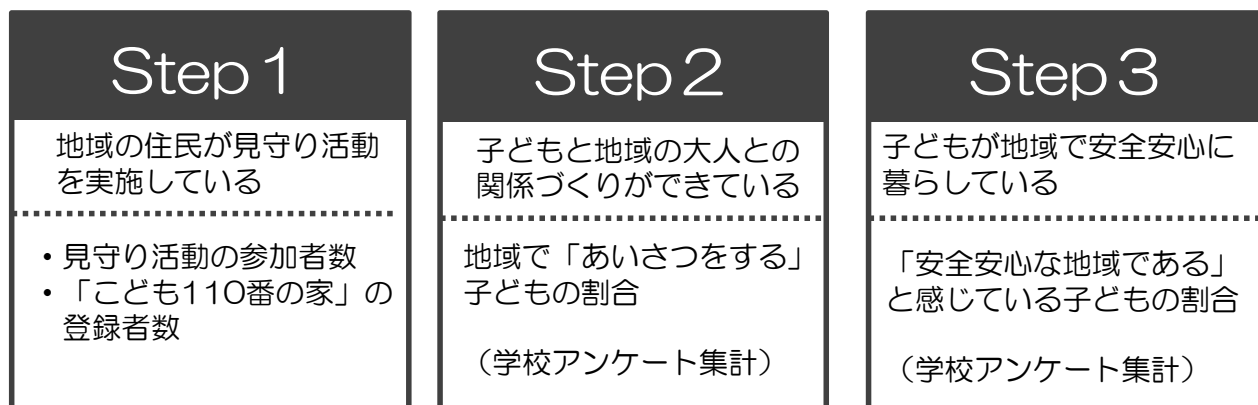 Step1
地域の住民が見守り活動
を実施している
・見守り活動の参加者数
・「こども110番の家」の
登録者数
Step2
子どもと地域の大人との
関係づくりができている
地域で「あいさつをする」
子どもの割合
（学校アンケート集計）
Step3
子どもが地域で安全安心に
暮らしている
「安全安心な地域である」
と感じている子どもの割合
（学校アンケート集計）